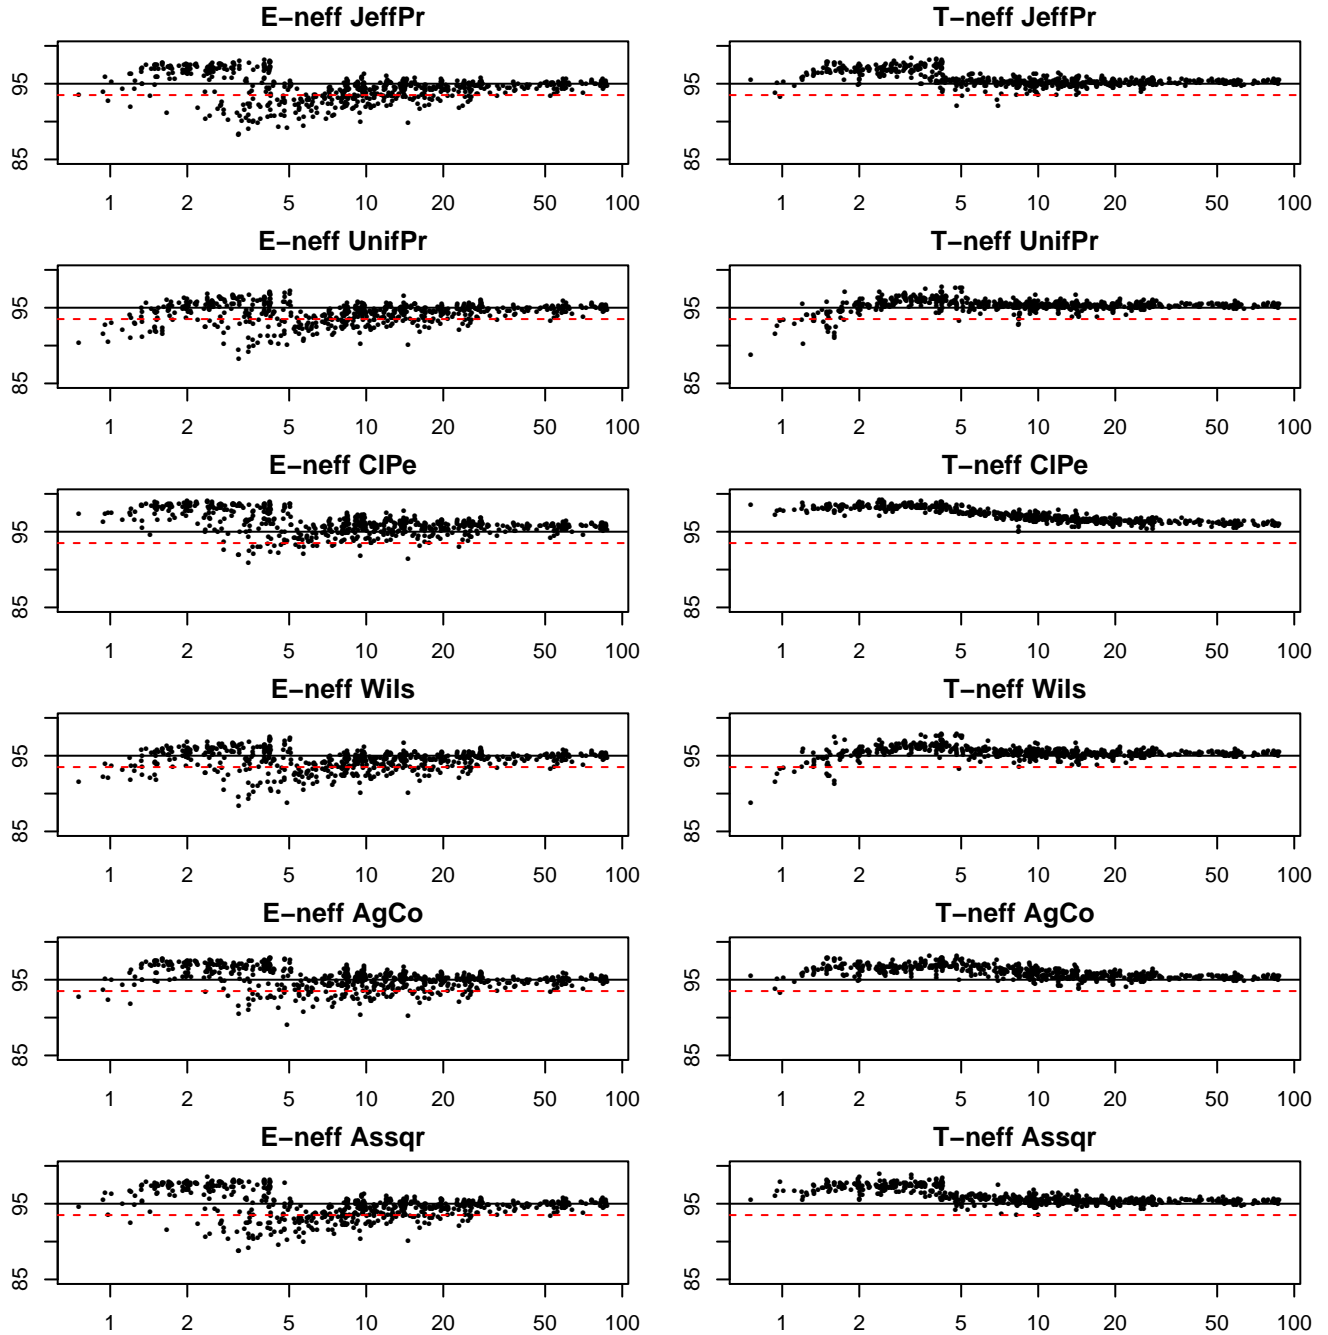 E−neff JeffPr
T−neff JeffPr
95
85
1 2 5 10 20 50 100
95
85
1 2 5 10 20 50 100
E−neff UnifPr
T−neff UnifPr
95
85
1 2 5 10 20 50 100
95
85
1 2 5 10 20 50 100
E−neff ClPe
T−neff ClPe
95
85
1 2 5 10 20 50 100
95
85
1 2 5 10 20 50 100
E−neff Wils
T−neff Wils
95
85
1 2 5 10 20 50 100
95
85
1 2 5 10 20 50 100
E−neff AgCo
T−neff AgCo
95
85
1 2 5 10 20 50 100
95
85
1 2 5 10 20 50 100
E−neff Assqr
T−neff Assqr
95
85
1 2 5 10 20 50 100
95
85
1 2 5 10 20 50 100